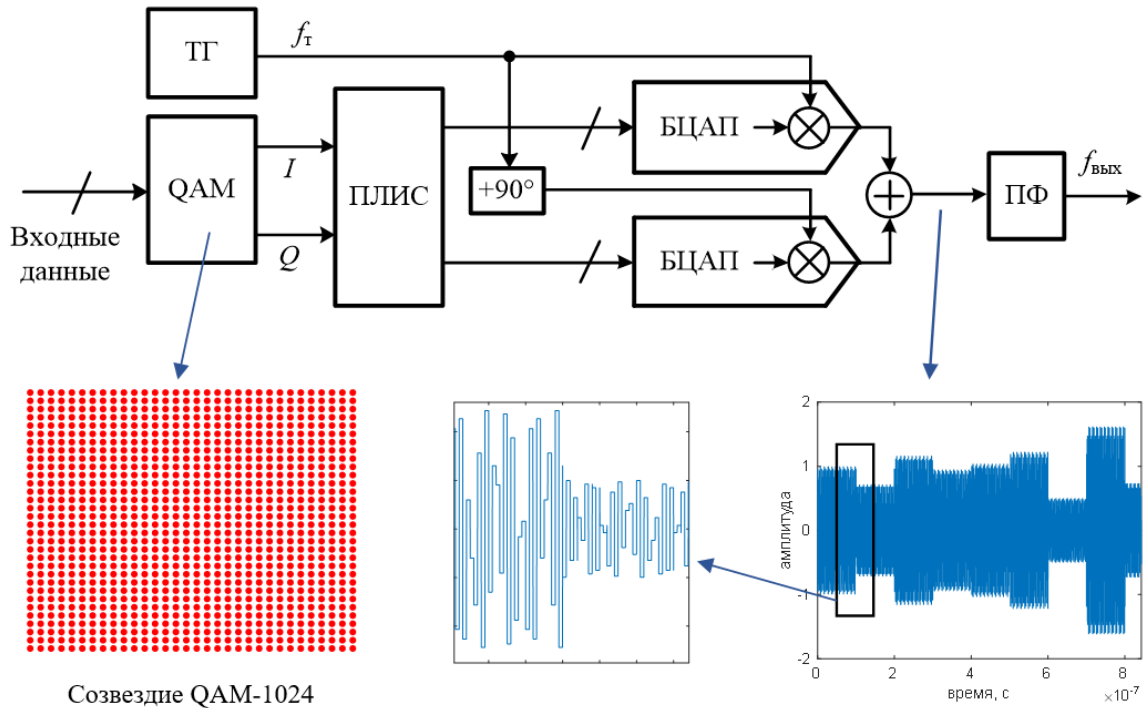 ТГ
fт
QAM
I
Q
Входные
данные
ПЛИС
+90°
БЦАП
БЦАП
ПФ
fвых
Созвездие QAM-1024
амплитуда
2
1
0
-1
-2
0
2
4
6
8
время, с
×10-7